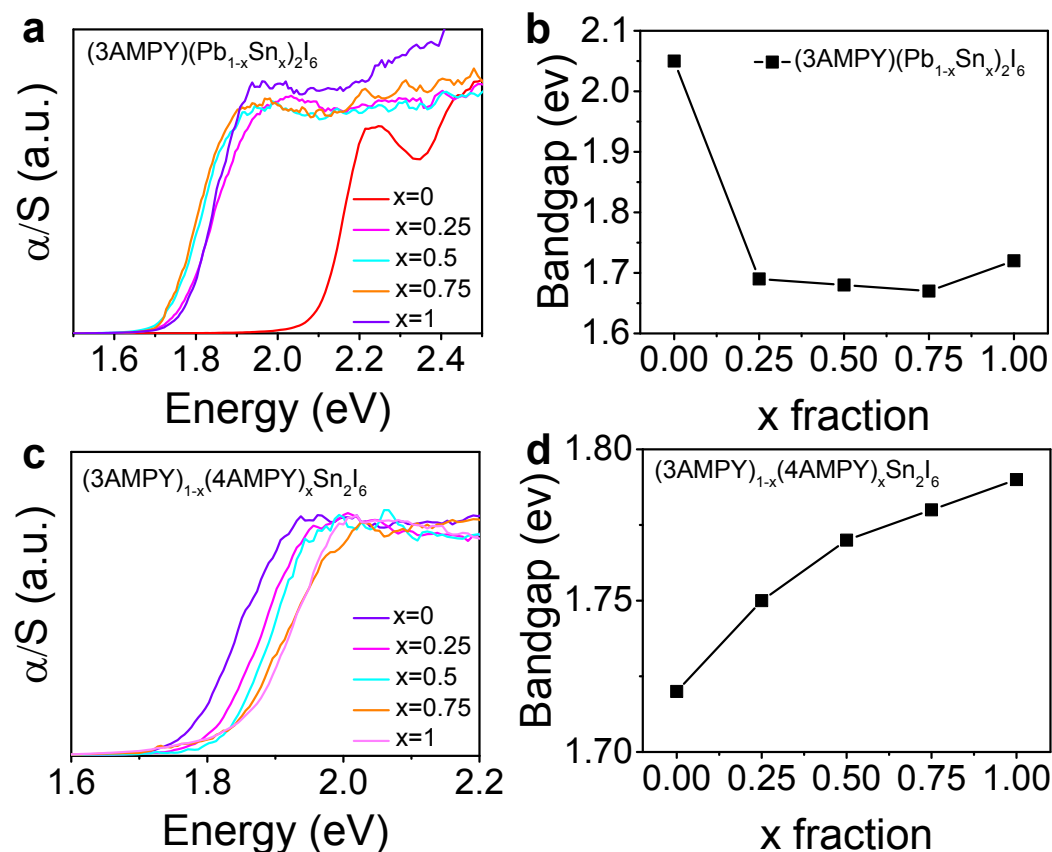 a
(3AMPY)(Pb1-xSnx)2I6
α/S (a.u.)
x=0
x=0.25
x=0.5
x=0.75
x=1
1.6 1.8 2.0 2.2 2.4
Energy (eV)
b
(3AMPY)(Pb1-xSnx)2I6
Bandgap (ev)
2.1
2.0
1.9
1.8
1.7
1.6
0.00 0.25 0.50 0.75 1.00
x fraction
c
(3AMPY)1-x(4AMPY)xSn2I6
α/S (a.u.)
x=0
x=0.25
x=0.5
x=0.75
x=1
1.6 1.8 2.0 2.2
Energy (eV)
d
(3AMPY)1-x(4AMPY)xSn2I6
Bandgap (ev)
1.80
1.75
1.70
0.00 0.25 0.50 0.75 1.00
x fraction